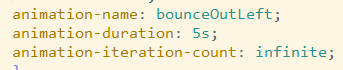 animation-name: bounceOutLeft;
animation-duration: 5s;
animation-iteration-count: infinite;
}